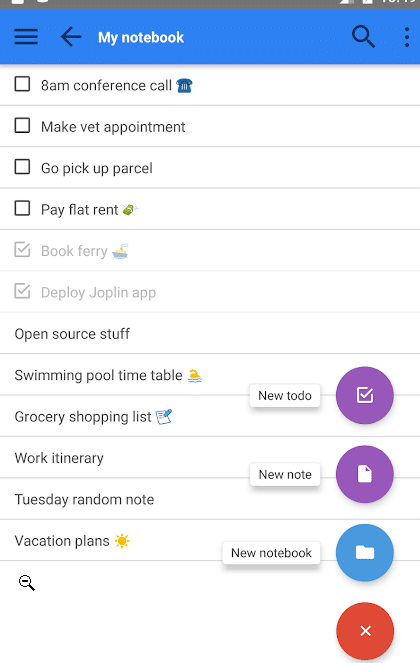 My notebook
8am conference call ☎
Make vet appointment
Go pick up parcel
Pay flat rent 💸
Book ferry 🚢
Deploy Joplin app
Open source stuff
Swimming pool time table 🏊
New todo
Grocery shopping list 📝
Work itinerary
New note
Tuesday random note
Vacation plans ☀
New notebook